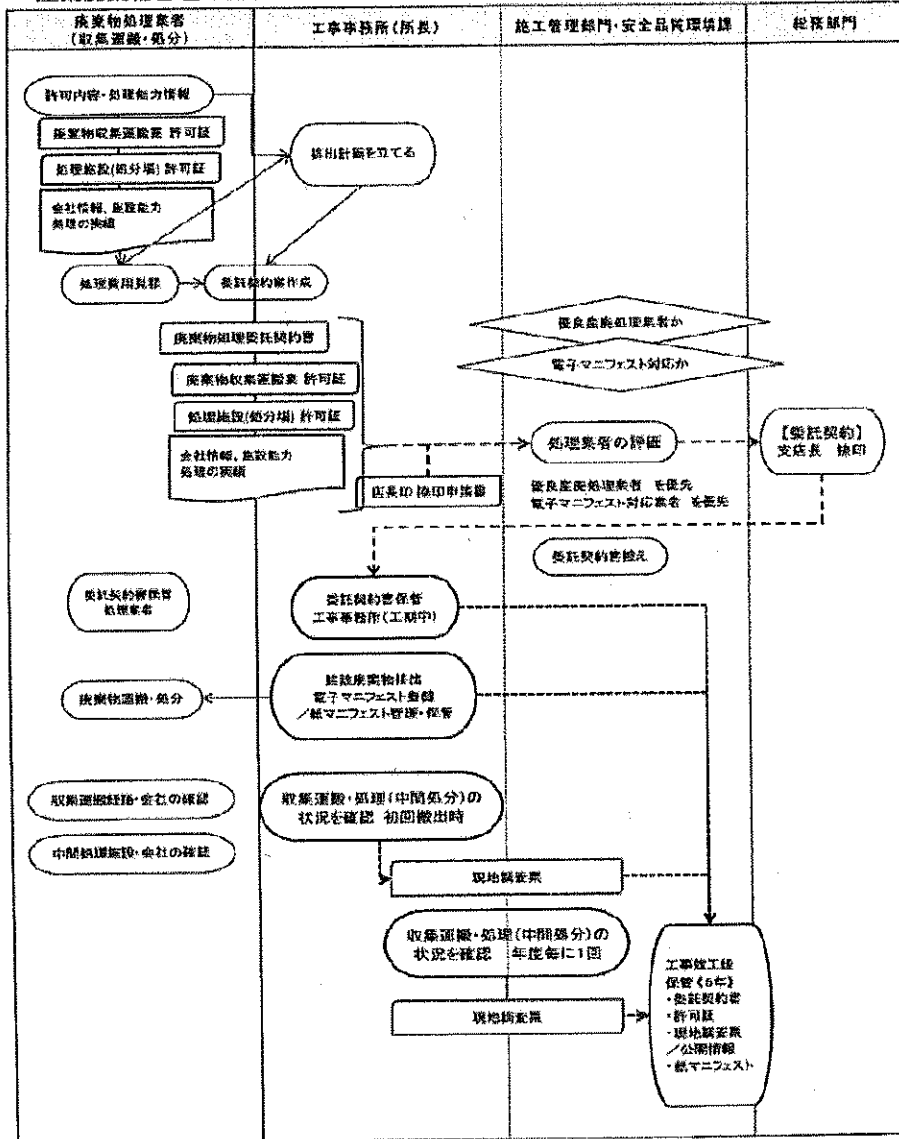 廃棄物処理業者
(収集運搬・処分)
工事事務所(所長)
施工管理部門・安全品質環境課
総務部門
許可内容・処理能力情報
廃棄物収集運搬業 許可証
処理施設(処分場) 許可証
会社情報、施設能力
処理の実績
排出計画を立てる
処理費用見積
委託契約書作成
廃棄物処理委託契約書
廃棄物収集運搬業 許可証
処理施設(処分場) 許可証
会社情報、施設能力
処理の実績
店長印 捺印申請書
優良産廃処理業者か
電子マニフェスト対応か
処理業者の評価
優良産廃処理業者 を優先
電子マニフェスト対応業者 を優先
【委託契約】
支店長 捺印
委託契約書控え
委託契約書保管
処理業者
委託契約書保管
工事事務所(工期中)
廃棄物運搬・処分
建設廃棄物排出
電子マニフェスト登録
/紙マニフェスト管理・保管
収集運搬経路・会社の確認
中間処理施設・会社の確認
収集運搬・処理(中間処分)の
状況を確認 初回搬出時
現地調査票
収集運搬・処理(中間処分)の
状況を確認 年度毎に1回
現地調査票
工事竣工後
保管《5年》
・委託契約書
・許可証
・現地調査票
/公開情報
・紙マニフェスト